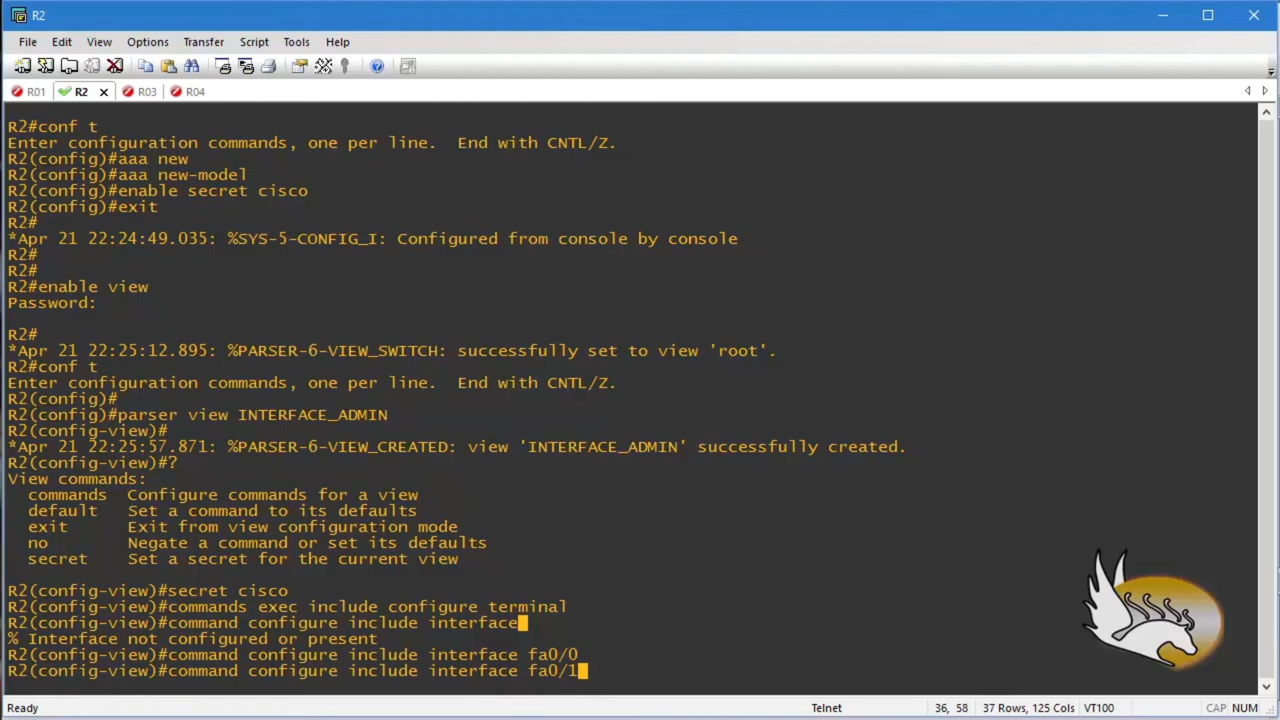 R2
File Edit View Options Transfer Script Tools Help
R01 R2 R03 R04
R2#conf t
Enter configuration commands, one per line.  End with CNTL/Z.
R2(config)#aaa new
R2(config)#aaa new-model
R2(config)#enable secret cisco
R2(config)#exit
R2#
*Apr 21 22:24:49.035: %SYS-5-CONFIG_I: Configured from console by console
R2#
R2#
R2#enable view
Password:
R2#
*Apr 21 22:25:12.895: %PARSER-6-VIEW_SWITCH: successfully set to view 'root'.
R2#conf t
Enter configuration commands, one per line.  End with CNTL/Z.
R2(config)#
R2(config)#parser view INTERFACE_ADMIN
R2(config-view)#
*Apr 21 22:25:57.871: %PARSER-6-VIEW_CREATED: view 'INTERFACE_ADMIN' successfully created.
R2(config-view)#?
View commands:
  commands  Configure commands for a view
  default   Set a command to its defaults
  exit      Exit from view configuration mode
  no        Negate a command or set its defaults
  secret    Set a secret for the current view
R2(config-view)#secret cisco
R2(config-view)#commands exec include configure terminal
R2(config-view)#command configure include interface
% Interface not configured or present
R2(config-view)#command configure include interface fa0/0
R2(config-view)#command configure include interface fa0/1
Ready Telnet 36, 58 37 Rows, 125 Cols VT100 CAP NUM